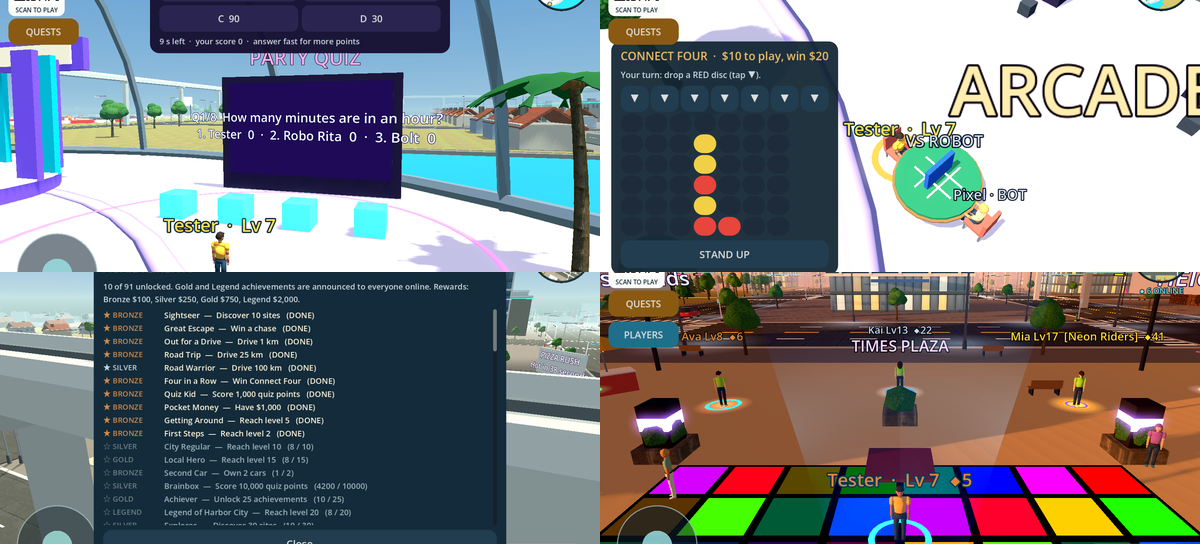 SCAN TO PLAY
QUESTS
C 90
D 30
9 s left · your score 0 · answer fast for more points
PARTY QUIZ
Q1/8 How many minutes are in an hour?
1. Tester 0 · 2. Robo Rita 0 · 3. Bolt 0
Tester · Lv 7
SCAN TO PLAY
QUESTS
CONNECT FOUR · $10 to play, win $20
Your turn: drop a RED disc (tap ▼).
▼ ▼ ▼ ▼ ▼ ▼ ▼
STAND UP
ARCADE
Tester · Lv 7
VS ROBOT
Pixel · BOT
10 of 91 unlocked. Gold and Legend achievements are announced to everyone online. Rewards:
Bronze $100, Silver $250, Gold $750, Legend $2,000.
★ BRONZE Sightseer — Discover 10 sites (DONE)
★ BRONZE Great Escape — Win a chase (DONE)
★ BRONZE Out for a Drive — Drive 1 km (DONE)
★ BRONZE Road Trip — Drive 25 km (DONE)
★ SILVER Road Warrior — Drive 100 km (DONE)
★ BRONZE Four in a Row — Win Connect Four (DONE)
★ BRONZE Quiz Kid — Score 1,000 quiz points (DONE)
★ BRONZE Pocket Money — Have $1,000 (DONE)
★ BRONZE Getting Around — Reach level 5 (DONE)
★ BRONZE First Steps — Reach level 2 (DONE)
☆ SILVER City Regular — Reach level 10 (8 / 10)
☆ GOLD Local Hero — Reach level 15 (8 / 15)
☆ BRONZE Second Car — Own 2 cars (1 / 2)
☆ SILVER Brainbox — Score 10,000 quiz points (4200 / 10000)
☆ GOLD Achiever — Unlock 25 achievements (10 / 25)
☆ LEGEND Legend of Harbor City — Reach level 20 (8 / 20)
☆ SILVER Explorer — Discover 30 sites (10 / 30)
Close
PIZZA RUSH
SCAN TO PLAY
QUESTS
PLAYERS
6 ONLINE
Ava Lv8 ◆6
Kai Lv13 ◆22
Mia Lv17 [Neon Riders] ◆41
TIMES PLAZA
Tester · Lv 7 ◆5